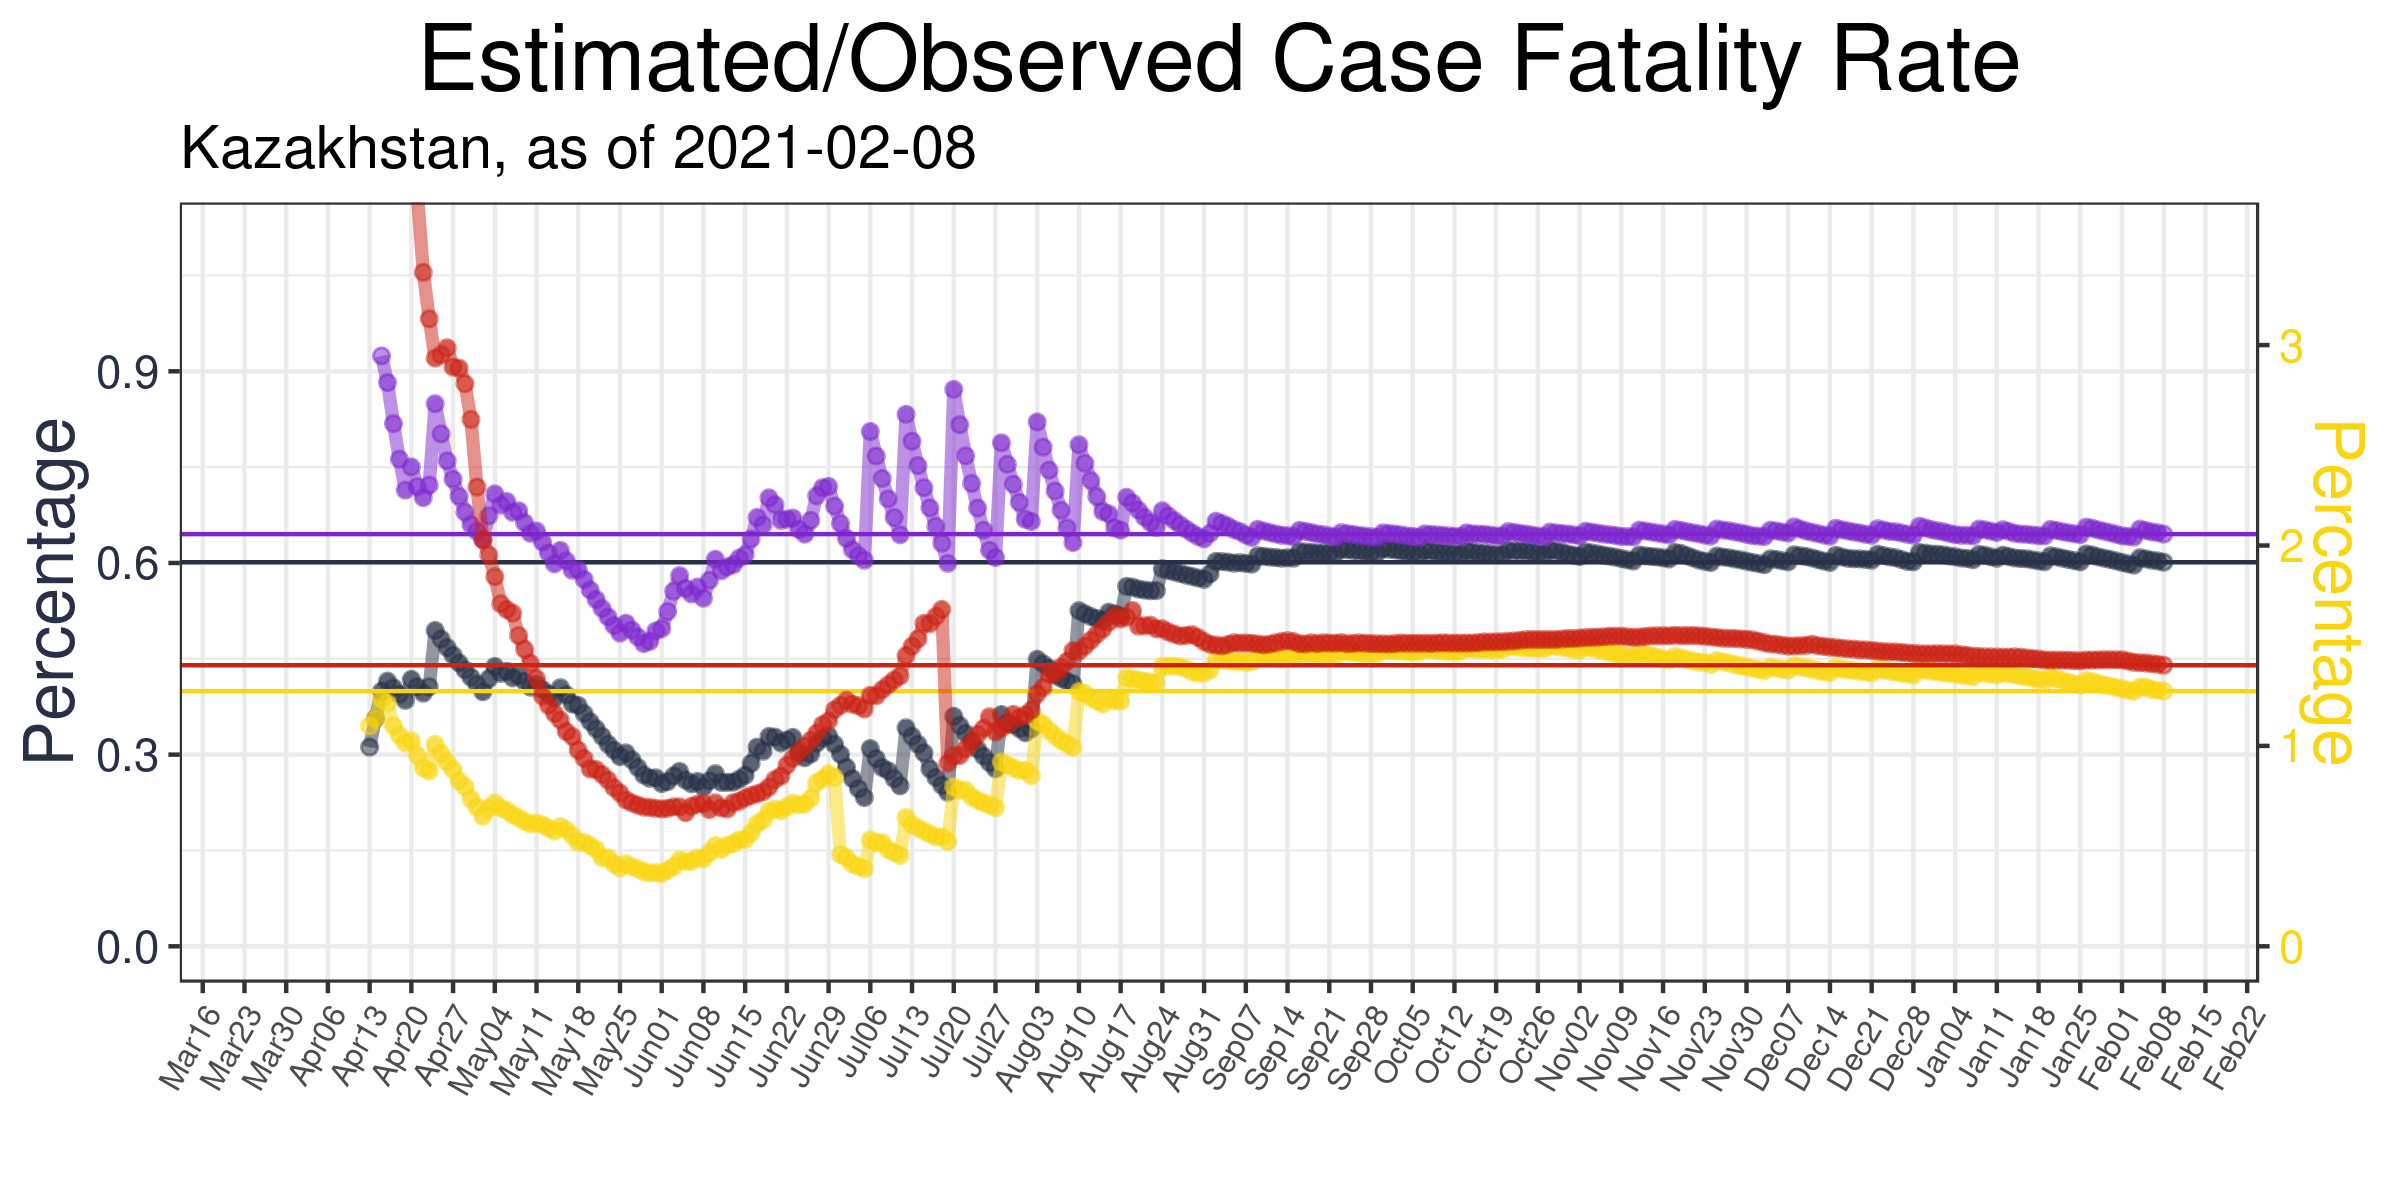 Estimated/Observed Case Fatality Rate
Kazakhstan, as of 2021-02-08
Percentage
0.9
0.6
0.3
0.0
Percentage
3
2
1
0
Mar16
Mar23
Mar30
Apr06
Apr13
Apr20
Apr27
May04
May11
May18
May25
Jun01
Jun08
Jun15
Jun22
Jun29
Jul06
Jul13
Jul20
Jul27
Aug03
Aug10
Aug17
Aug24
Aug31
Sep07
Sep14
Sep21
Sep28
Oct05
Oct12
Oct19
Oct26
Nov02
Nov09
Nov16
Nov23
Nov30
Dec07
Dec14
Dec21
Dec28
Jan04
Jan11
Jan18
Jan25
Feb01
Feb08
Feb15
Feb22